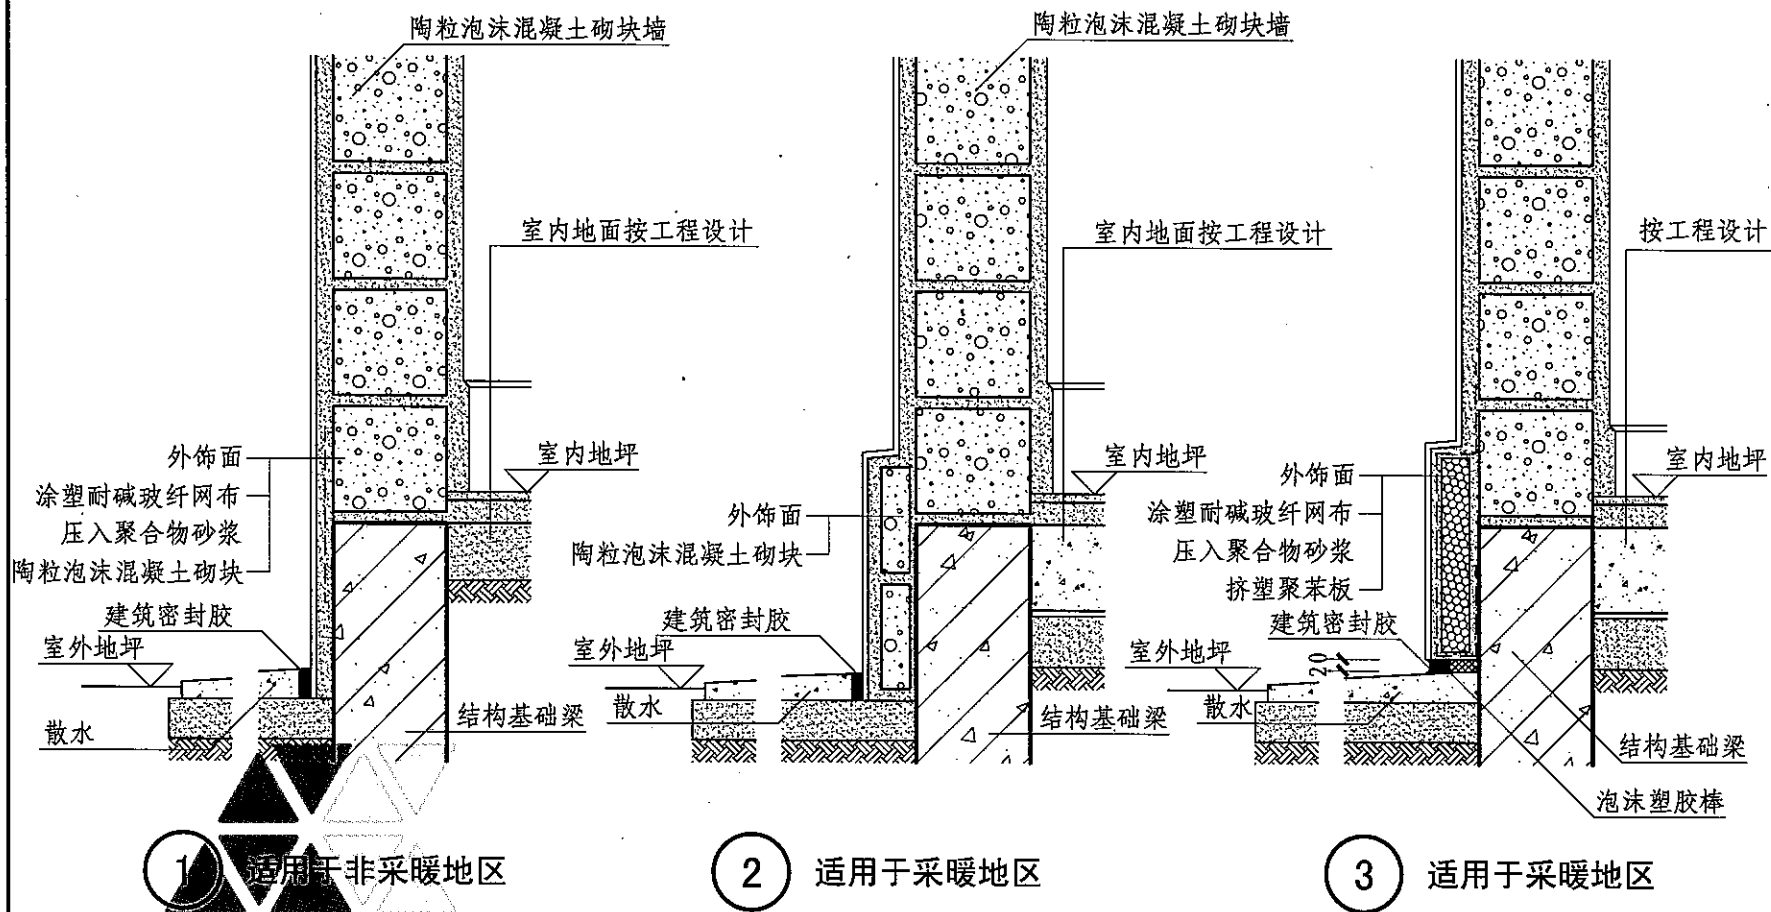 陶粒泡沫混凝土砌块墙
室内地面按工程设计
室内地坪
外饰面
涂塑耐碱玻纤网布
压入聚合物砂浆
陶粒泡沫混凝土砌块
建筑密封胶
室外地坪
散水
结构基础梁
1 适用于非采暖地区
陶粒泡沫混凝土砌块墙
室内地面按工程设计
室内地坪
外饰面
陶粒泡沫混凝土砌块
建筑密封胶
室外地坪
散水
结构基础梁
2 适用于采暖地区
按工程设计
室内地坪
外饰面
涂塑耐碱玻纤网布
压入聚合物砂浆
挤塑聚苯板
建筑密封胶
20
室外地坪
散水
结构基础梁
泡沫塑胶棒
3 适用于采暖地区